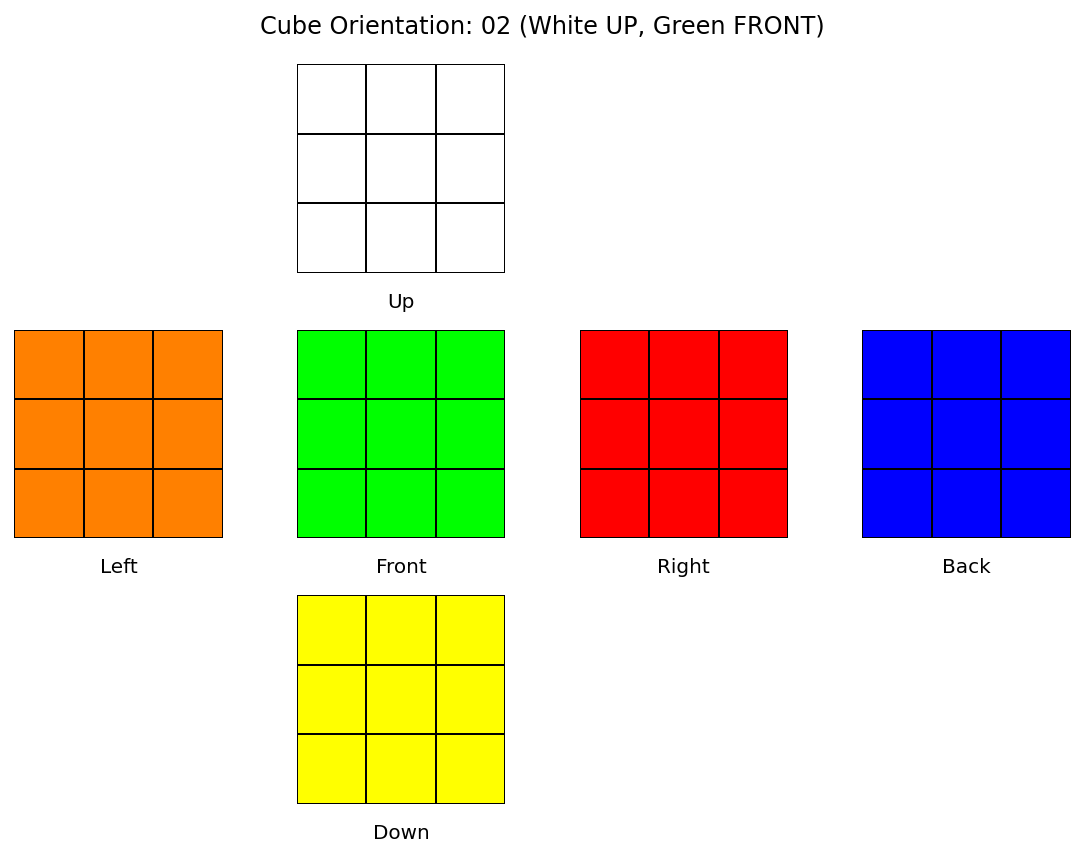 Cube Orientation: 02 (White UP, Green FRONT)
Up
Left
Front
Right
Back
Down